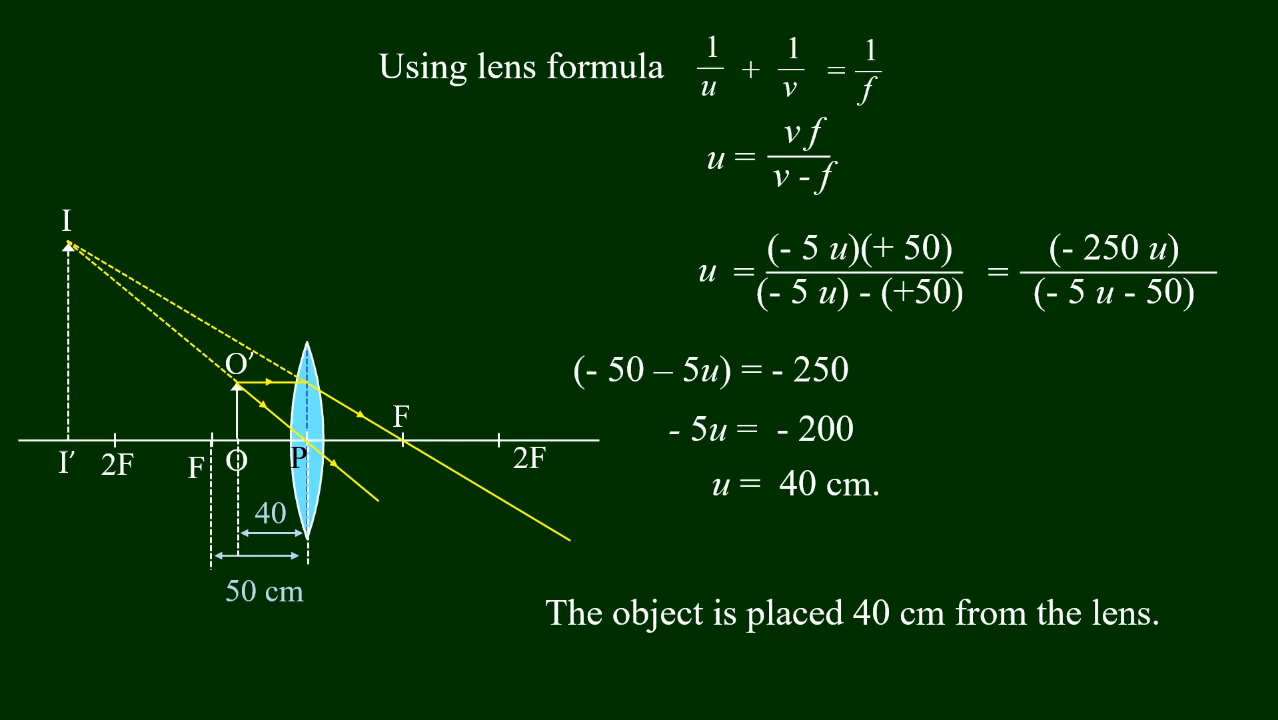 Using lens formula 1/u + 1/v = 1/f
u = v f / v - f
u = (- 5 u)(+ 50) / (- 5 u) - (+50) = (- 250 u) / (- 5 u - 50)
(- 50 – 5u) = - 250
- 5u = - 200
u = 40 cm.
The object is placed 40 cm from the lens.
I
O′
F
I′ 2F F O P 2F
40
50 cm